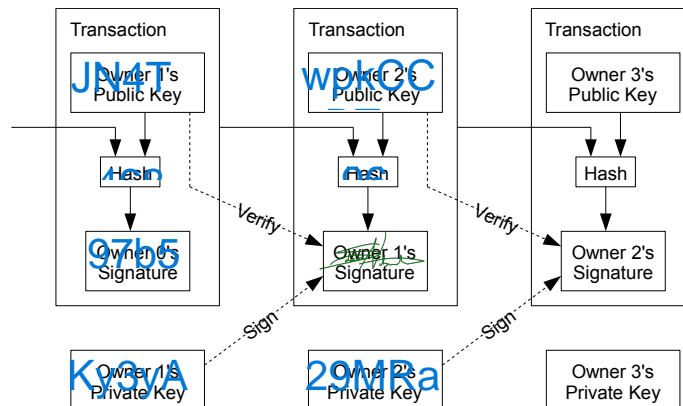 Transaction
Transaction
Transaction
Owner 1's
Public Key
JN4T
Owner 2's
Public Key
wpkCC
Owner 3's
Public Key
Hash
Hash
Hash
Verify
Verify
Owner 0's
Signature
97b5
Owner 1's
Signature
Owner 2's
Signature
Sign
Sign
Owner 1's
Private Key
Ky3yA
Owner 2's
Private Key
29MRa
Owner 3's
Private Key